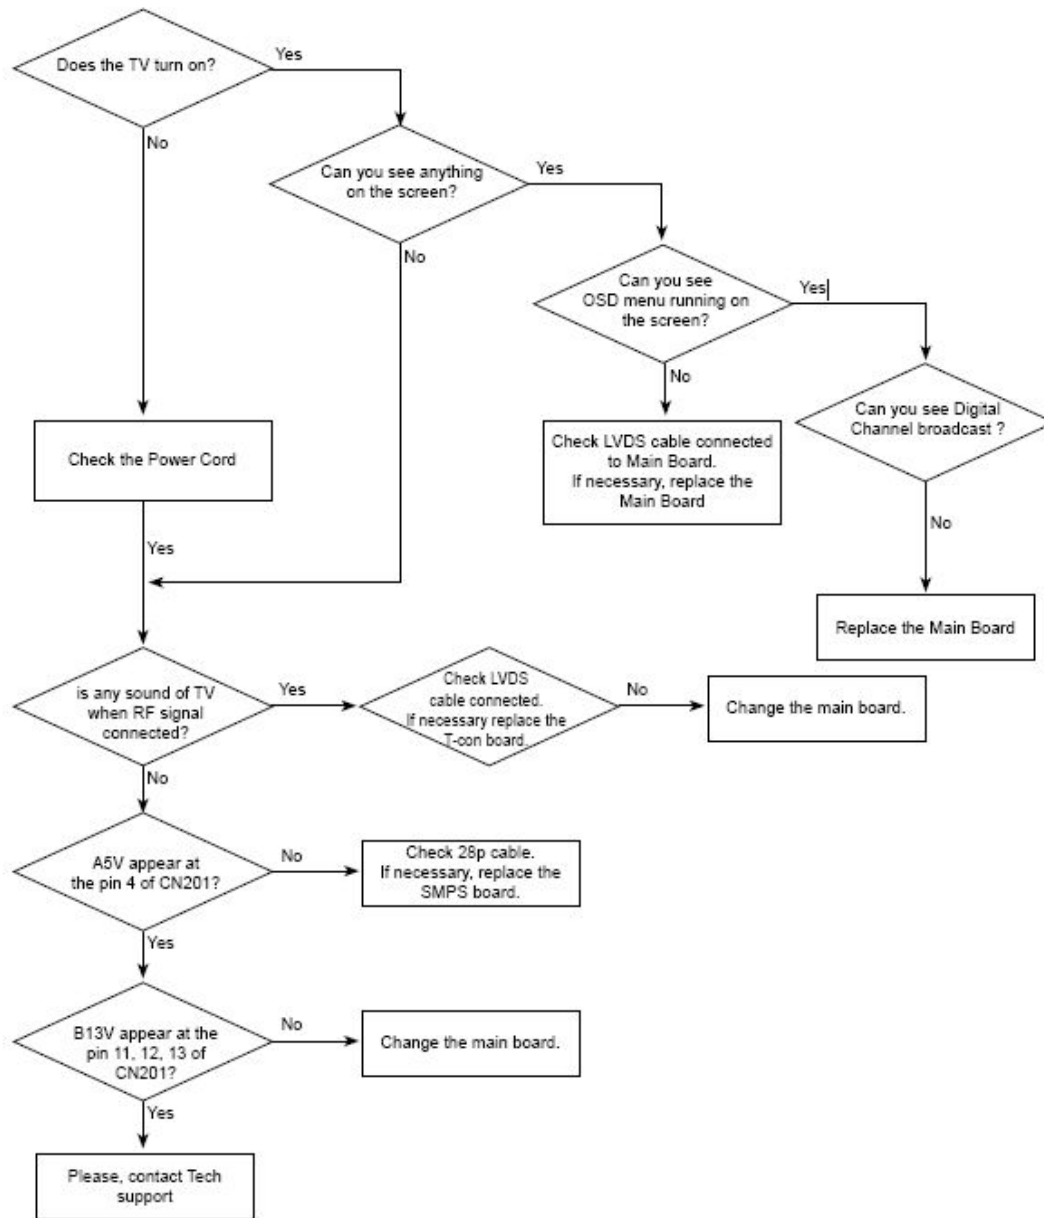 Does the TV turn on?
Yes
No
Can you see anything
on the screen?
Yes
No
Can you see
OSD menu running on
the screen?
Yes
No
Can you see Digital
Channel broadcast ?
No
Check the Power Cord
Yes
Check LVDS cable connected
to Main Board.
If necessary, replace the
Main Board
Replace the Main Board
is any sound of TV
when RF signal
connected?
Yes
No
Check LVDS
cable connected.
If necessary replace the
T-con board.
No
Change the main board.
A5V appear at
the pin 4 of CN201?
No
Yes
Check 28p cable.
If necessary, replace the
SMPS board.
B13V appear at the
pin 11, 12, 13 of
CN201?
No
Yes
Change the main board.
Please, contact Tech
support